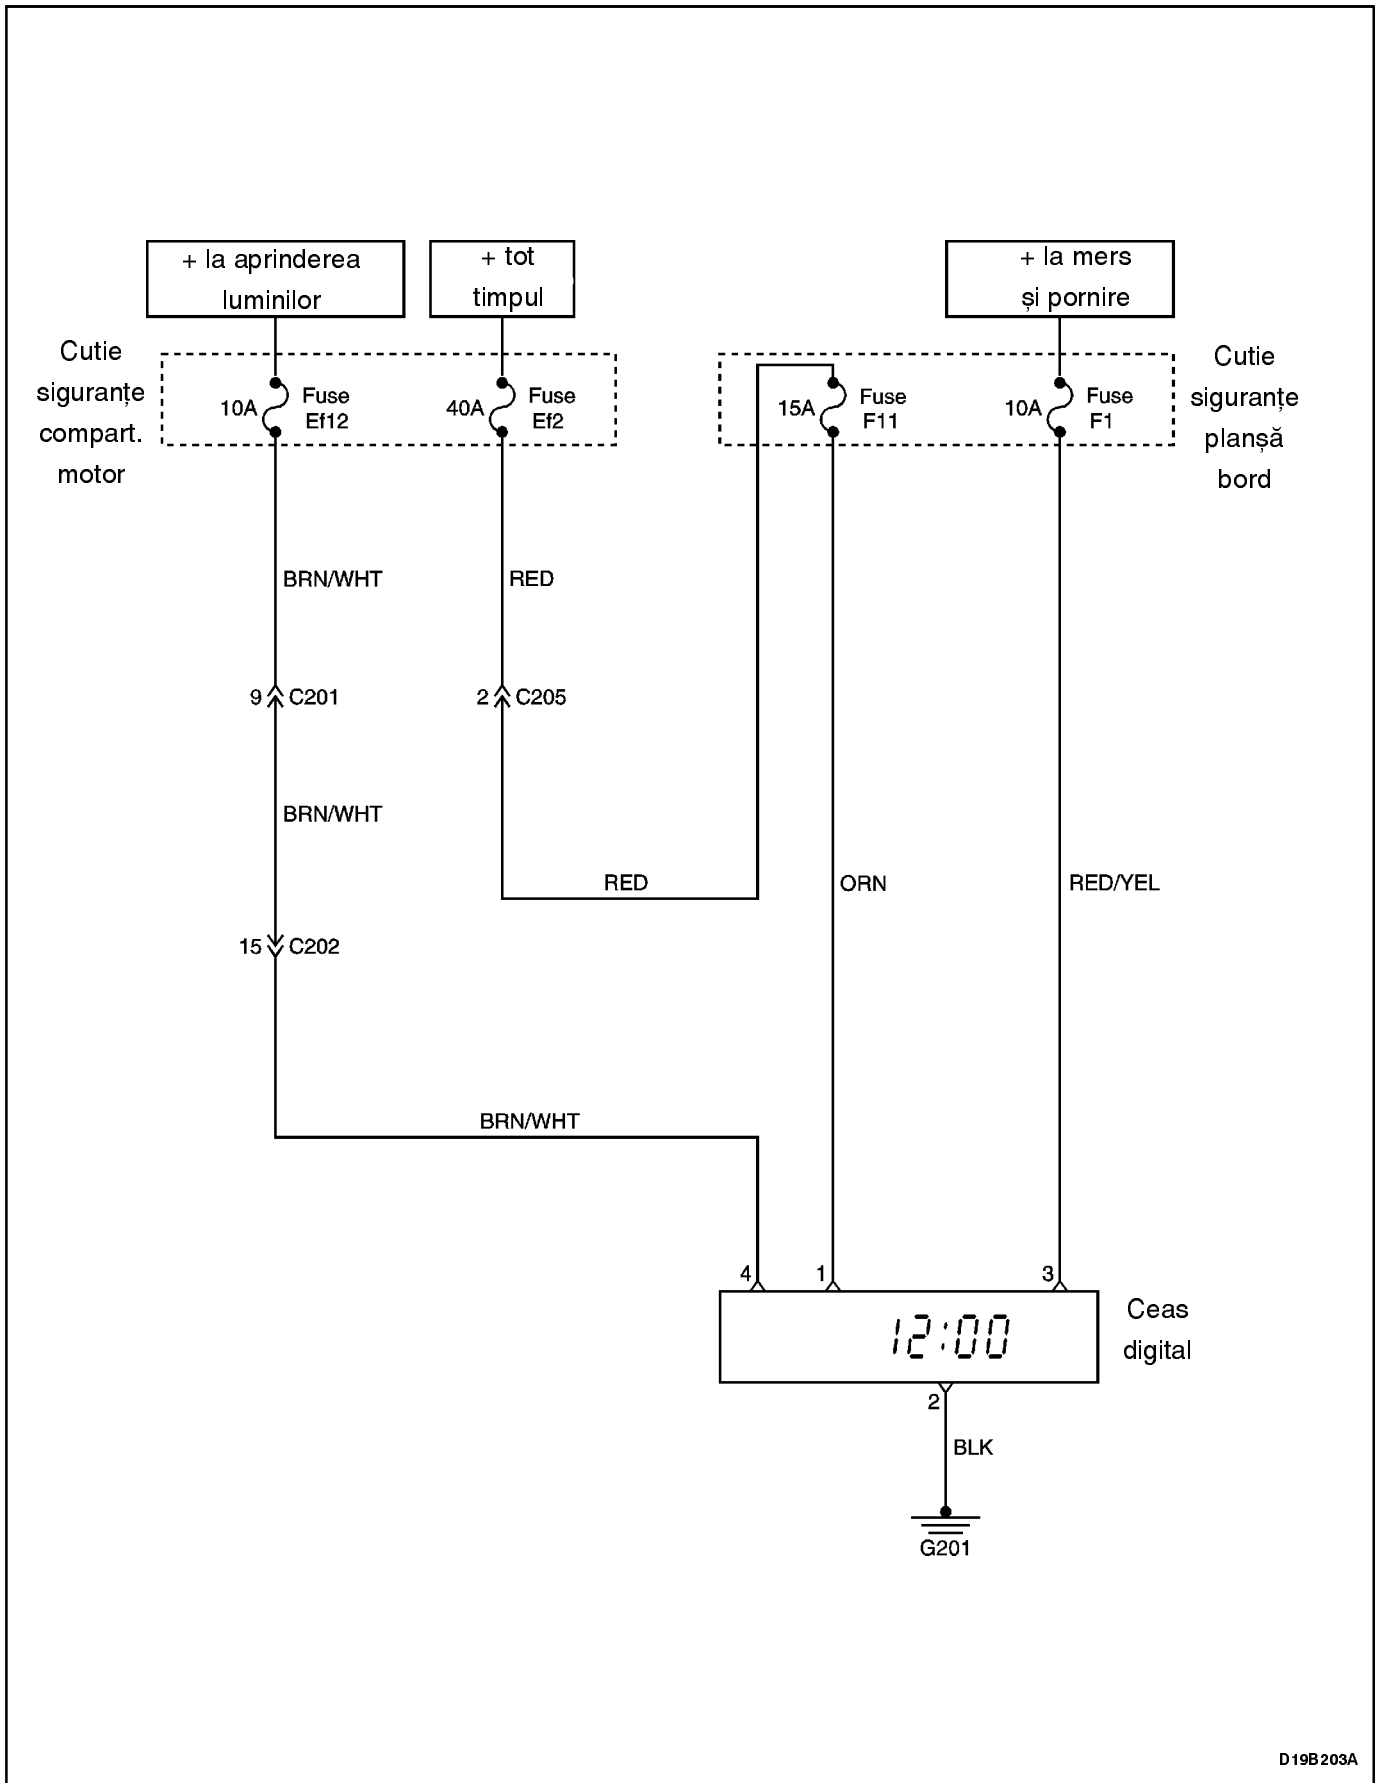 + la aprinderea
luminilor
+ tot
timpul
+ la mers
și pornire
Cutie
siguranțe
compart.
motor
10A
Fuse
Ef12
40A
Fuse
Ef2
15A
Fuse
F11
10A
Fuse
F1
Cutie
siguranțe
planșă
bord
BRN/WHT
RED
9 C201
2 C205
BRN/WHT
RED
ORN
RED/YEL
15 C202
BRN/WHT
4
1
3
12:00
Ceas
digital
2
BLK
G201
D19B203A